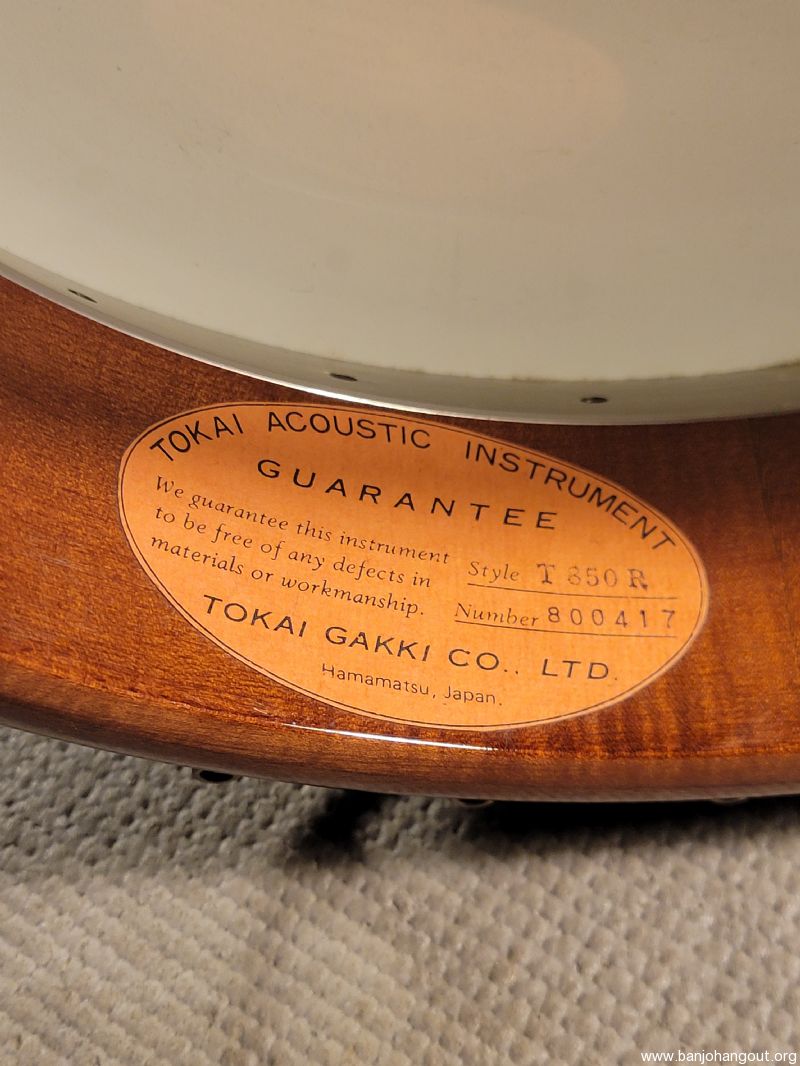 TOKAI ACOUSTIC INSTRUMENT
GUARANTEE
We guarantee this instrument
to be free of any defects in
materials or workmanship.
Style T 850 R
Number 800417
TOKAI GAKKI CO., LTD.
Hamamatsu, Japan.
www.banjohangout.org